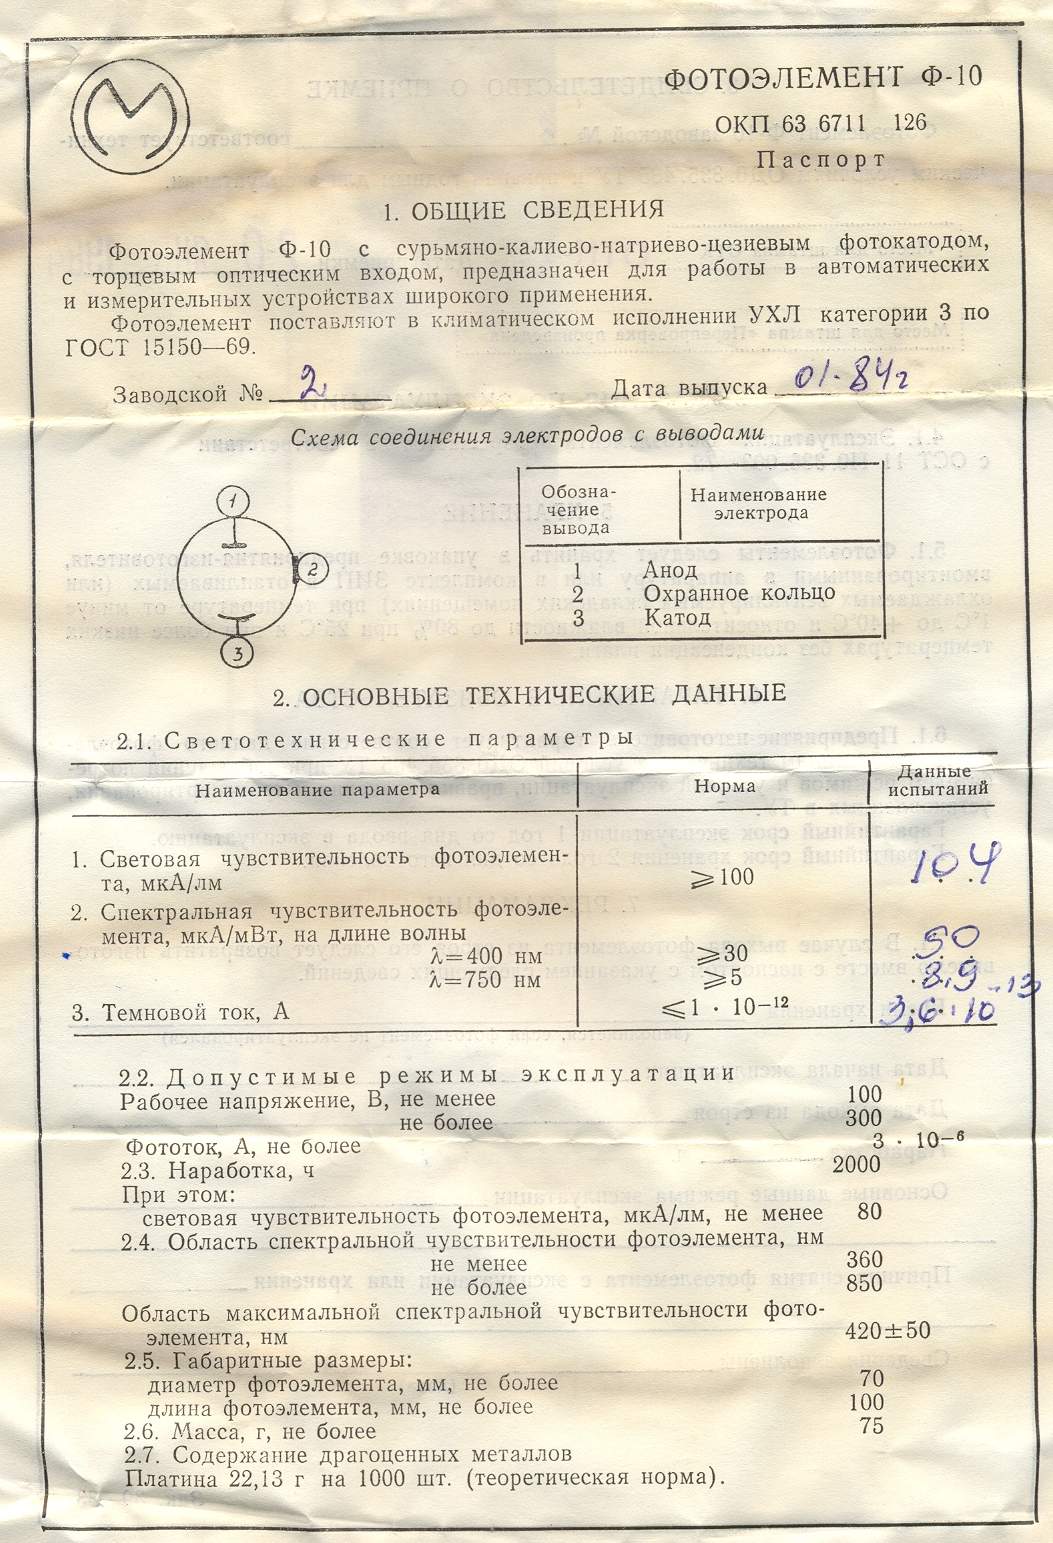 ФОТОЭЛЕМЕНТ Ф-10
ОКП 63 6711 126
Паспорт
1. ОБЩИЕ СВЕДЕНИЯ
Фотоэлемент Ф-10 с сурьмяно-калиево-натриево-цезиевым фотокатодом,
с торцевым оптическим входом, предназначен для работы в автоматических
и измерительных устройствах широкого применения.
Фотоэлемент поставляют в климатическом исполнении УХЛ категории 3 по
ГОСТ 15150—69.
Заводской № 2 Дата выпуска 01.84г
Схема соединения электродов с выводами
1
2
3
Обозна-
чение
вывода
Наименование
электрода
1 Анод
2 Охранное кольцо
3 Катод
2. ОСНОВНЫЕ ТЕХНИЧЕСКИЕ ДАННЫЕ
2.1. Светотехнические параметры
Наименование параметра Норма Данные
испытаний
1. Световая чувствительность фотоэлемен-
та, мкА/лм ⩾100 104
2. Спектральная чувствительность фотоэле-
мента, мкА/мВт, на длине волны
λ=400 нм ⩾30 50
λ=750 нм ⩾5 8,9
3. Темновой ток, А ⩽1 · 10−12 3,6·10-13
2.2. Допустимые режимы эксплуатации
Рабочее напряжение, В, не менее 100
не более 300
Фототок, А, не более 3 · 10−6
2.3. Наработка, ч 2000
При этом:
световая чувствительность фотоэлемента, мкА/лм, не менее 80
2.4. Область спектральной чувствительности фотоэлемента, нм
не менее 360
не более 850
Область максимальной спектральной чувствительности фото-
элемента, нм 420±50
2.5. Габаритные размеры:
диаметр фотоэлемента, мм, не более 70
длина фотоэлемента, мм, не более 100
2.6. Масса, г, не более 75
2.7. Содержание драгоценных металлов
Платина 22,13 г на 1000 шт. (теоретическая норма).